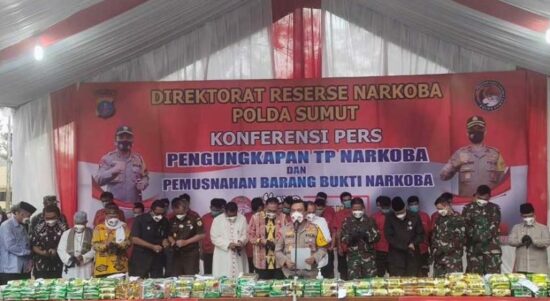 DIREKTORAT RESERSE NARKOBA
POLDA SUMUT
KONFERENSI PERS
PENGUNGKAPAN TP NARKOBA
DAN
PEMUSNAHAN BARANG BUKTI NARKOBA